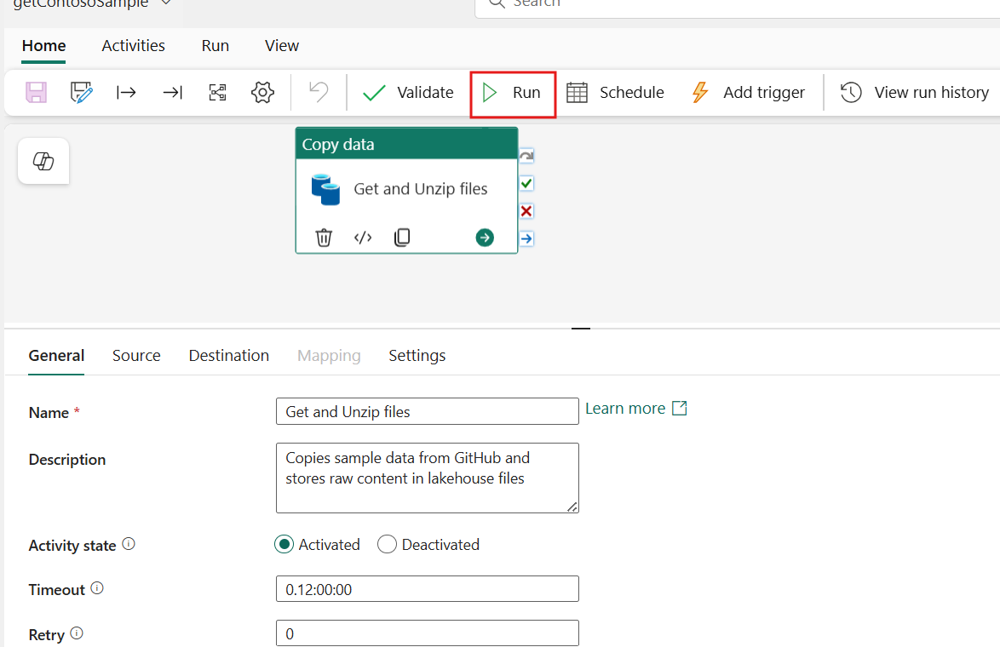 getContosoSample
Search
Home Activities Run View
Validate Run Schedule Add trigger View run history
Copy data
Get and Unzip files
General Source Destination Mapping Settings
Name * Get and Unzip files Learn more
Description Copies sample data from GitHub and
stores raw content in lakehouse files
Activity state Activated Deactivated
Timeout 0.12:00:00
Retry 0